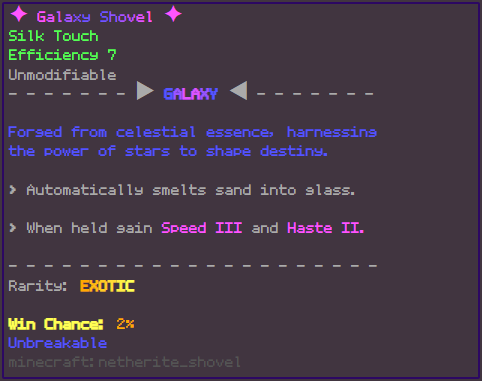 ✦ Galaxy Shovel ✦
Silk Touch
Efficiency 7
Unmodifiable
- - - - - - - ▶ GALAXY ◀ - - - - - - -
Forged from celestial essence, harnessing
the power of stars to shape destiny.
> Automatically smelts sand into glass.
> When held gain Speed III and Haste II.
- - - - - - - - - - - - - - - - - - - - -
Rarity: EXOTIC
Win Chance: 2%
Unbreakable
minecraft:netherite_shovel